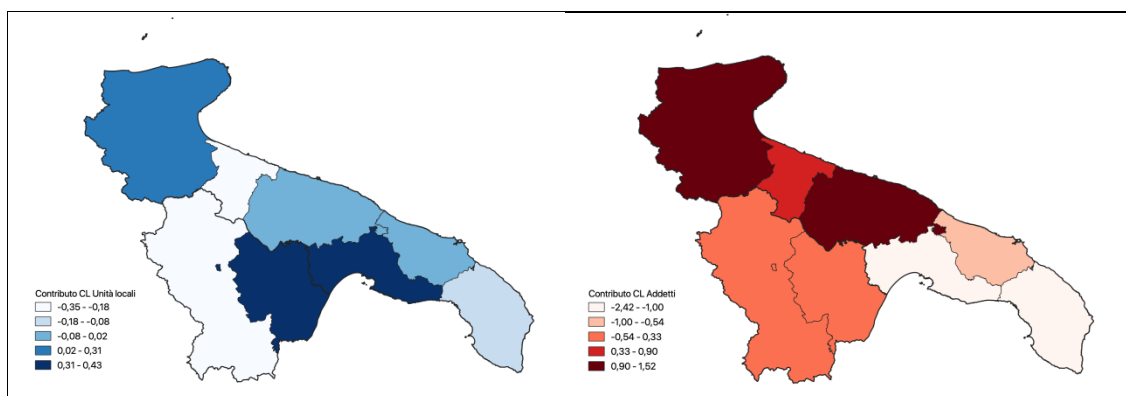 Contributo CL Unità locali
-0,35 - -0,18
-0,18 - -0,08
-0,08 - 0,02
0,02 - 0,31
0,31 - 0,43
Contributo CL Addetti
-2,42 - -1,00
-1,00 - -0,54
-0,54 - 0,33
0,33 - 0,90
0,90 - 1,52